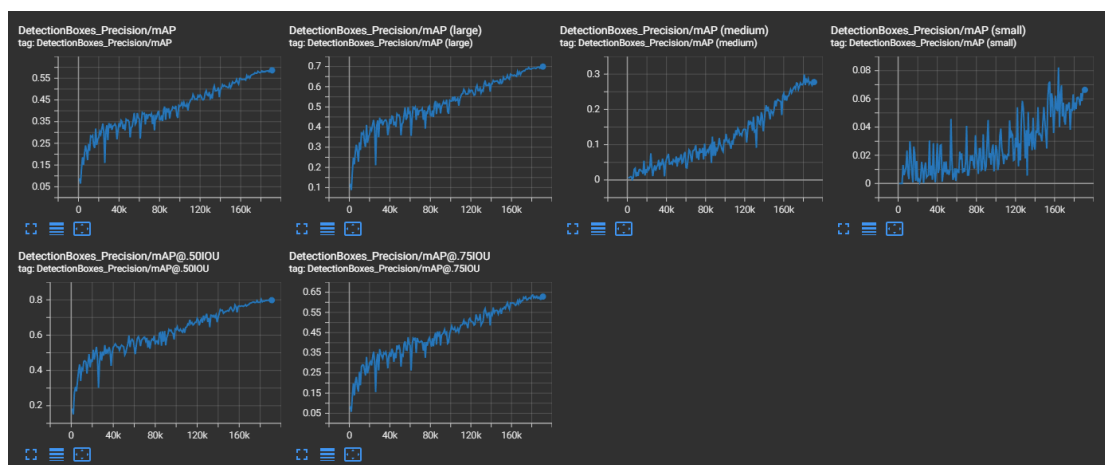 DetectionBoxes_Precision/mAP
tag: DetectionBoxes_Precision/mAP
0.55
0.45
0.35
0.25
0.15
0.05
0 40k 80k 120k 160k
DetectionBoxes_Precision/mAP (large)
tag: DetectionBoxes_Precision/mAP (large)
0.7
0.6
0.5
0.4
0.3
0.2
0.1
0 40k 80k 120k 160k
DetectionBoxes_Precision/mAP (medium)
tag: DetectionBoxes_Precision/mAP (medium)
0.3
0.2
0.1
0
0 40k 80k 120k 160k
DetectionBoxes_Precision/mAP (small)
tag: DetectionBoxes_Precision/mAP (small)
0.08
0.06
0.04
0.02
0
0 40k 80k 120k 160k
DetectionBoxes_Precision/mAP@.50IOU
tag: DetectionBoxes_Precision/mAP@.50IOU
0.8
0.6
0.4
0.2
0 40k 80k 120k 160k
DetectionBoxes_Precision/mAP@.75IOU
tag: DetectionBoxes_Precision/mAP@.75IOU
0.65
0.55
0.45
0.35
0.25
0.15
0.05
0 40k 80k 120k 160k